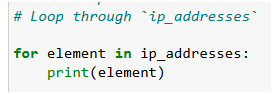 # Loop through `ip_addresses`
for element in ip_addresses:
    print(element)